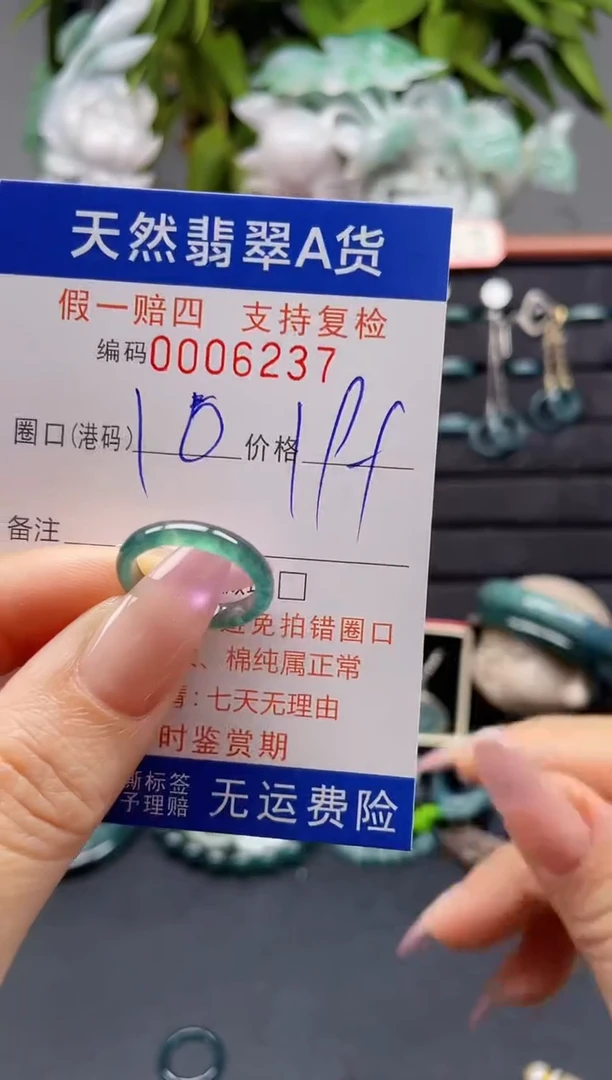 天然翡翠A货
假一赔四 支持复检
编码0006237
圈口(港码) 10 价格 199
备注
避免拍错圈口
、棉纯属正常
:七天无理由
时鉴赏期
撕标签
予理赔
无运费险